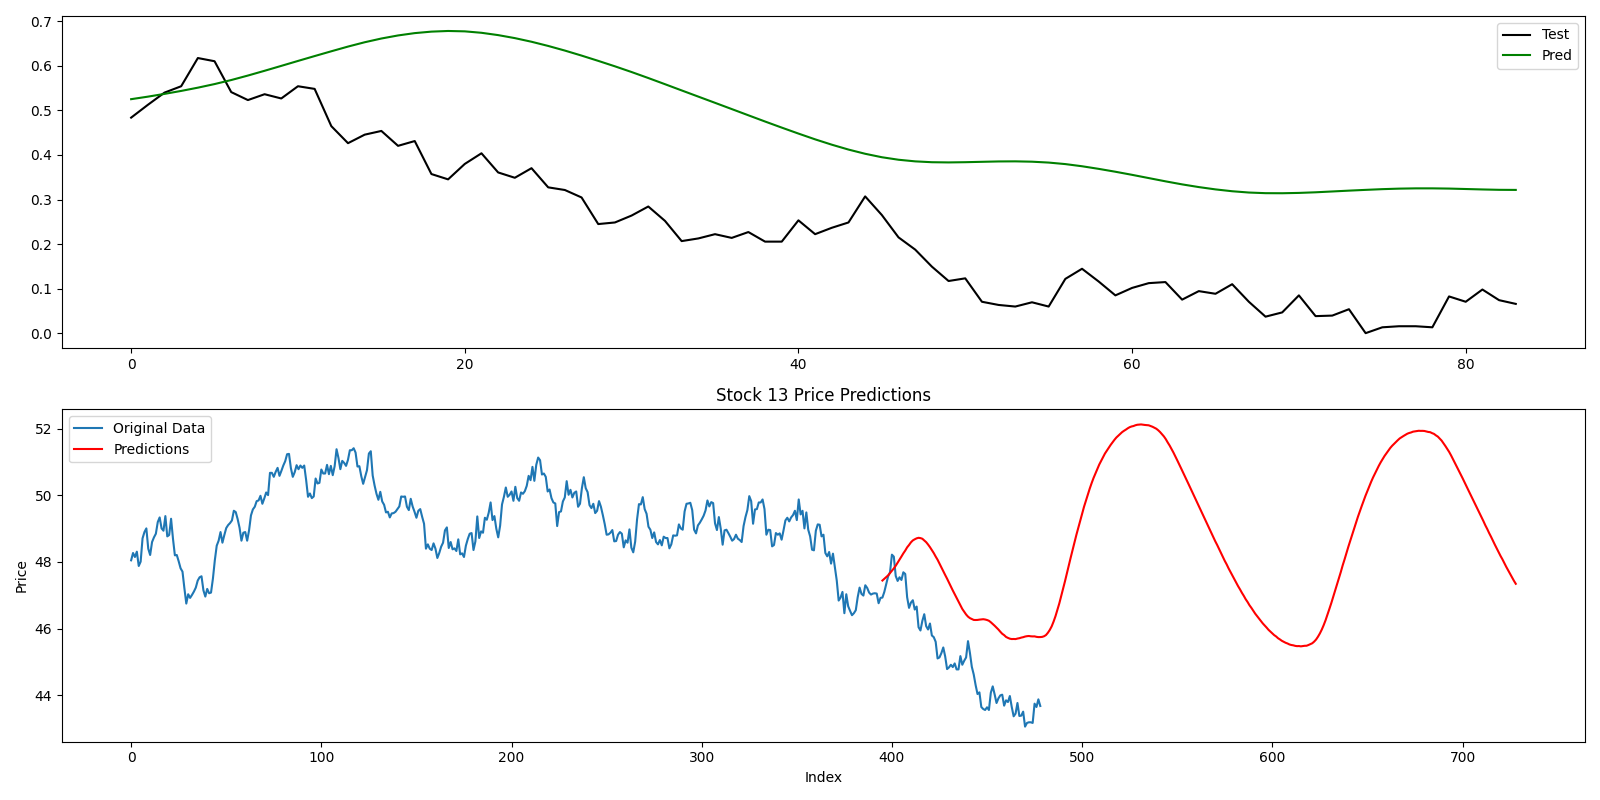 0.7
0.6
0.5
0.4
0.3
0.2
0.1
0.0
Test
Pred
0 20 40 60 80
Stock 13 Price Predictions
Original Data
Predictions
Price
52
50
48
46
44
0 100 200 300 400 500 600 700
Index